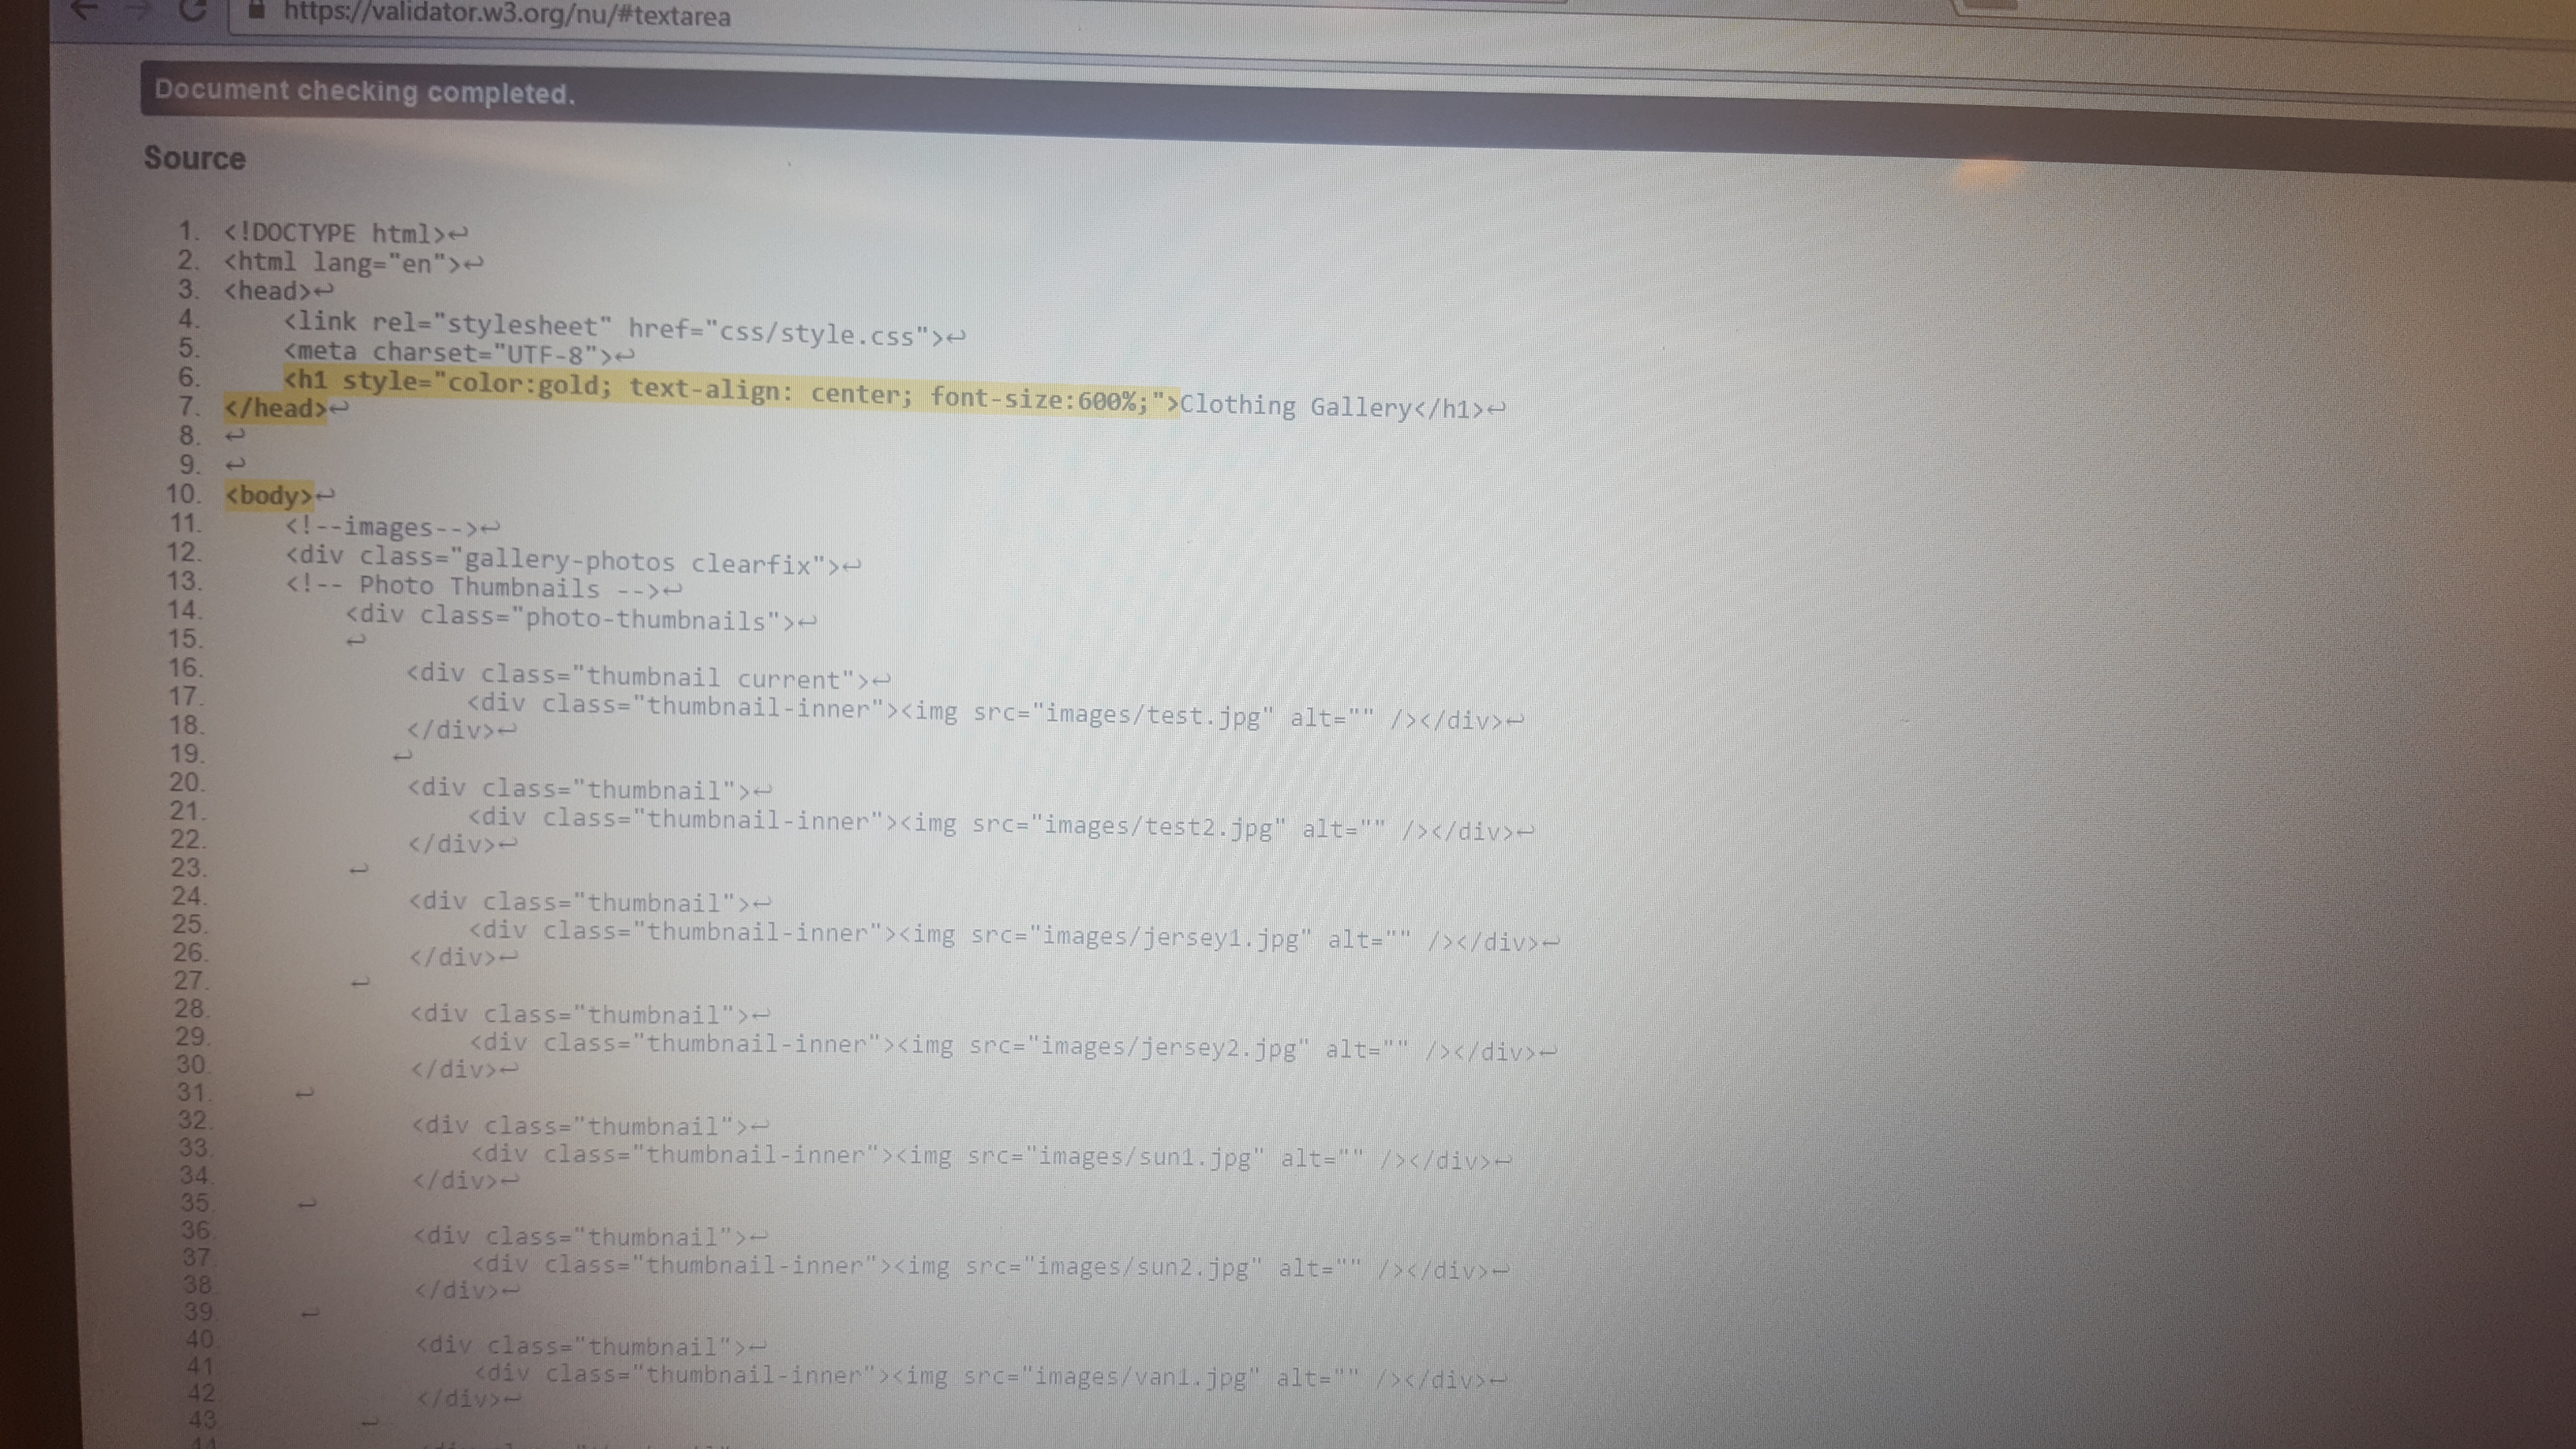 https://validator.w3.org/nu/#textarea
Document checking completed.
Source
1. <!DOCTYPE html>↩
2. <html lang="en">↩
3. <head>↩
4. <link rel="stylesheet" href="css/style.css">↩
5. <meta charset="UTF-8">↩
6. <h1 style="color:gold; text-align: center; font-size:600%;">Clothing Gallery</h1>↩
7. </head>↩
8. ↩
9. ↩
10. <body>↩
11. <!--images-->↩
12. <div class="gallery-photos clearfix">↩
13. <!-- Photo Thumbnails -->↩
14. <div class="photo-thumbnails">↩
15. ↩
16. <div class="thumbnail current">↩
17. <div class="thumbnail-inner"><img src="images/test.jpg" alt="" /></div>↩
18. </div>↩
19. ↩
20. <div class="thumbnail">↩
21. <div class="thumbnail-inner"><img src="images/test2.jpg" alt="" /></div>↩
22. </div>↩
23. ↩
24. <div class="thumbnail">↩
25. <div class="thumbnail-inner"><img src="images/jersey1.jpg" alt="" /></div>↩
26. </div>↩
27. ↩
28. <div class="thumbnail">↩
29. <div class="thumbnail-inner"><img src="images/jersey2.jpg" alt="" /></div>↩
30. </div>↩
31. ↩
32. <div class="thumbnail">↩
33. <div class="thumbnail-inner"><img src="images/sun1.jpg" alt="" /></div>↩
34. </div>↩
35. ↩
36. <div class="thumbnail">↩
37. <div class="thumbnail-inner"><img src="images/sun2.jpg" alt="" /></div>↩
38. </div>↩
39. ↩
40. <div class="thumbnail">↩
41. <div class="thumbnail-inner"><img src="images/van1.jpg" alt="" /></div>↩
42. </div>↩
43. ↩